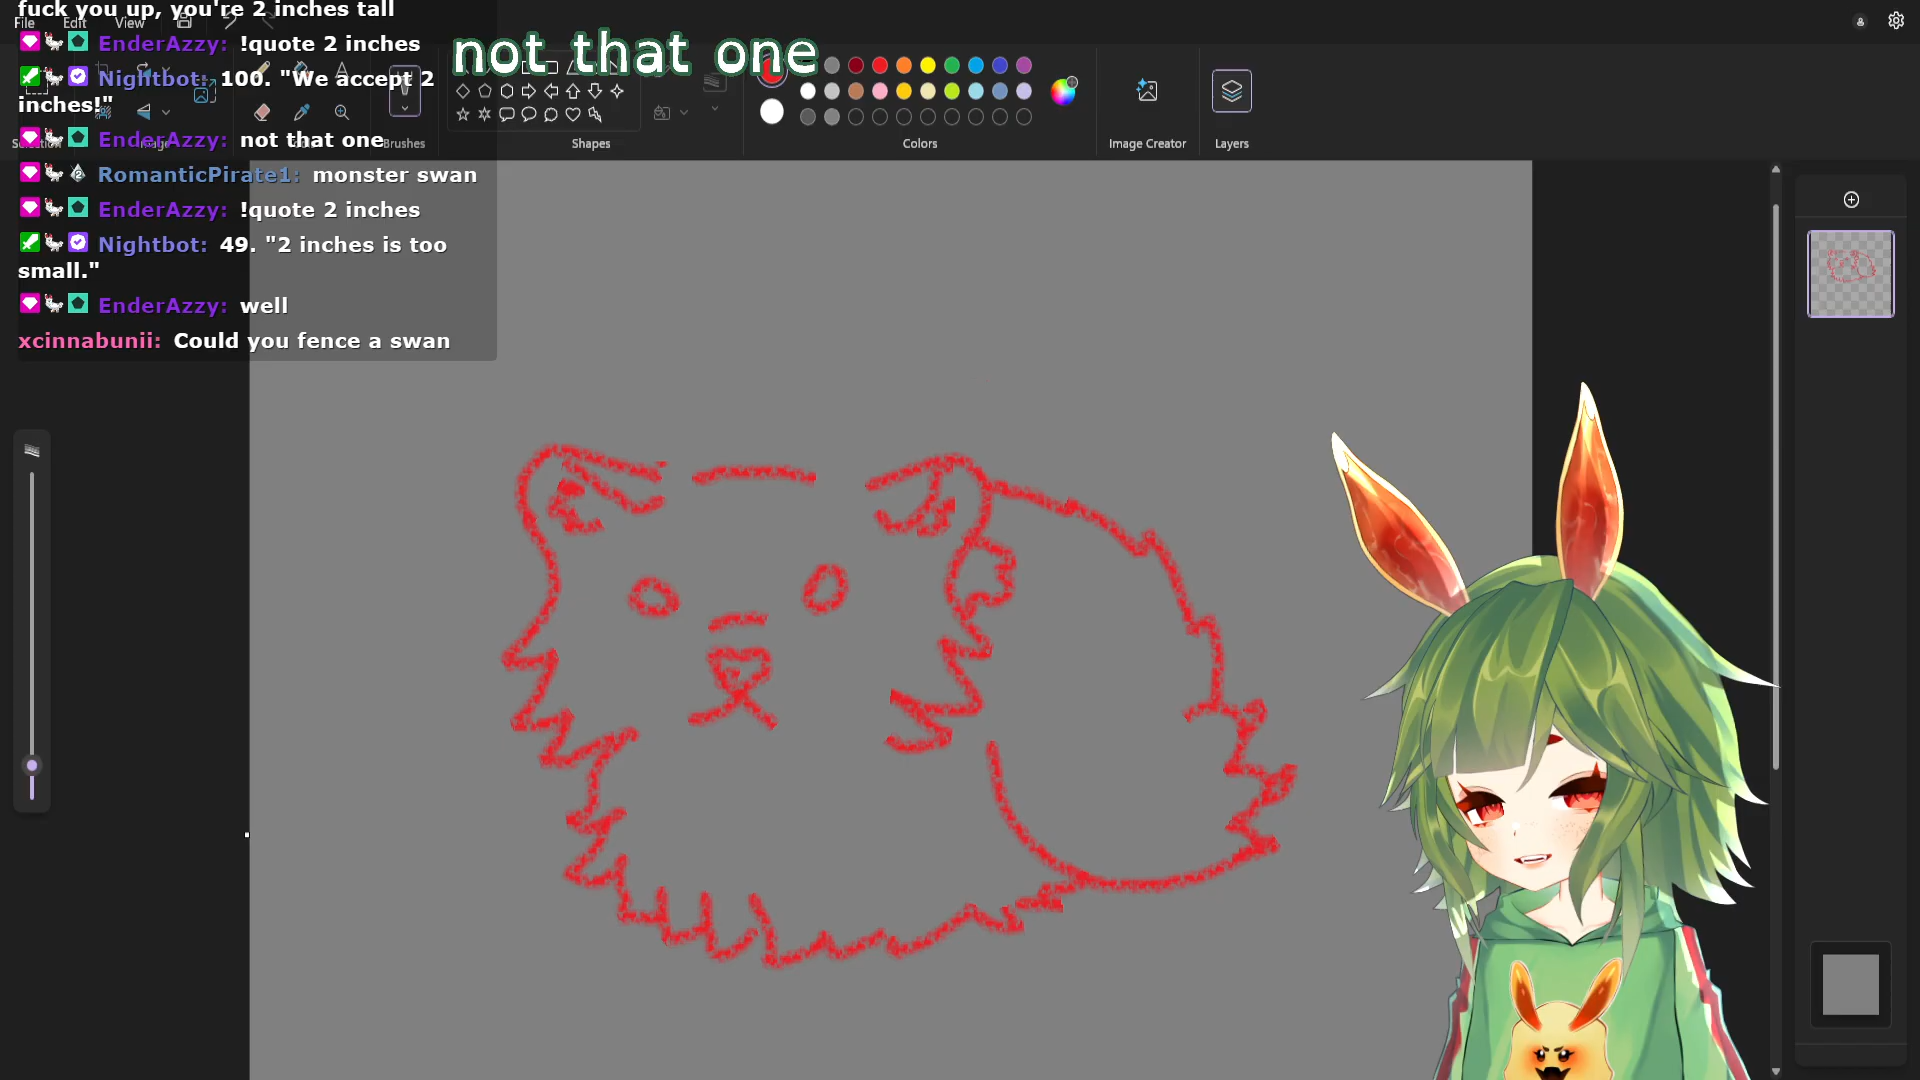 fuck you up, you're 2 inches tall
File Edit View
EnderAzzy: !quote 2 inches
not that one
Nightbot: 100. "We accept 2
inches!"
EnderAzzy: not that one
Brushes
Shapes
Colors
Image Creator
Layers
RomanticPirate1: monster swan
EnderAzzy: !quote 2 inches
Nightbot: 49. "2 inches is too
small."
EnderAzzy: well
xcinnabunii: Could you fence a swan